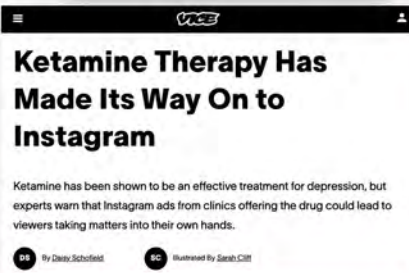 VICE
Ketamine Therapy Has
Made Its Way On to
Instagram
Ketamine has been shown to be an effective treatment for depression, but
experts warn that Instagram ads from clinics offering the drug could lead to
viewers taking matters into their own hands.
DS By Daisy Schofield SC Illustrated By Sarah Cliff